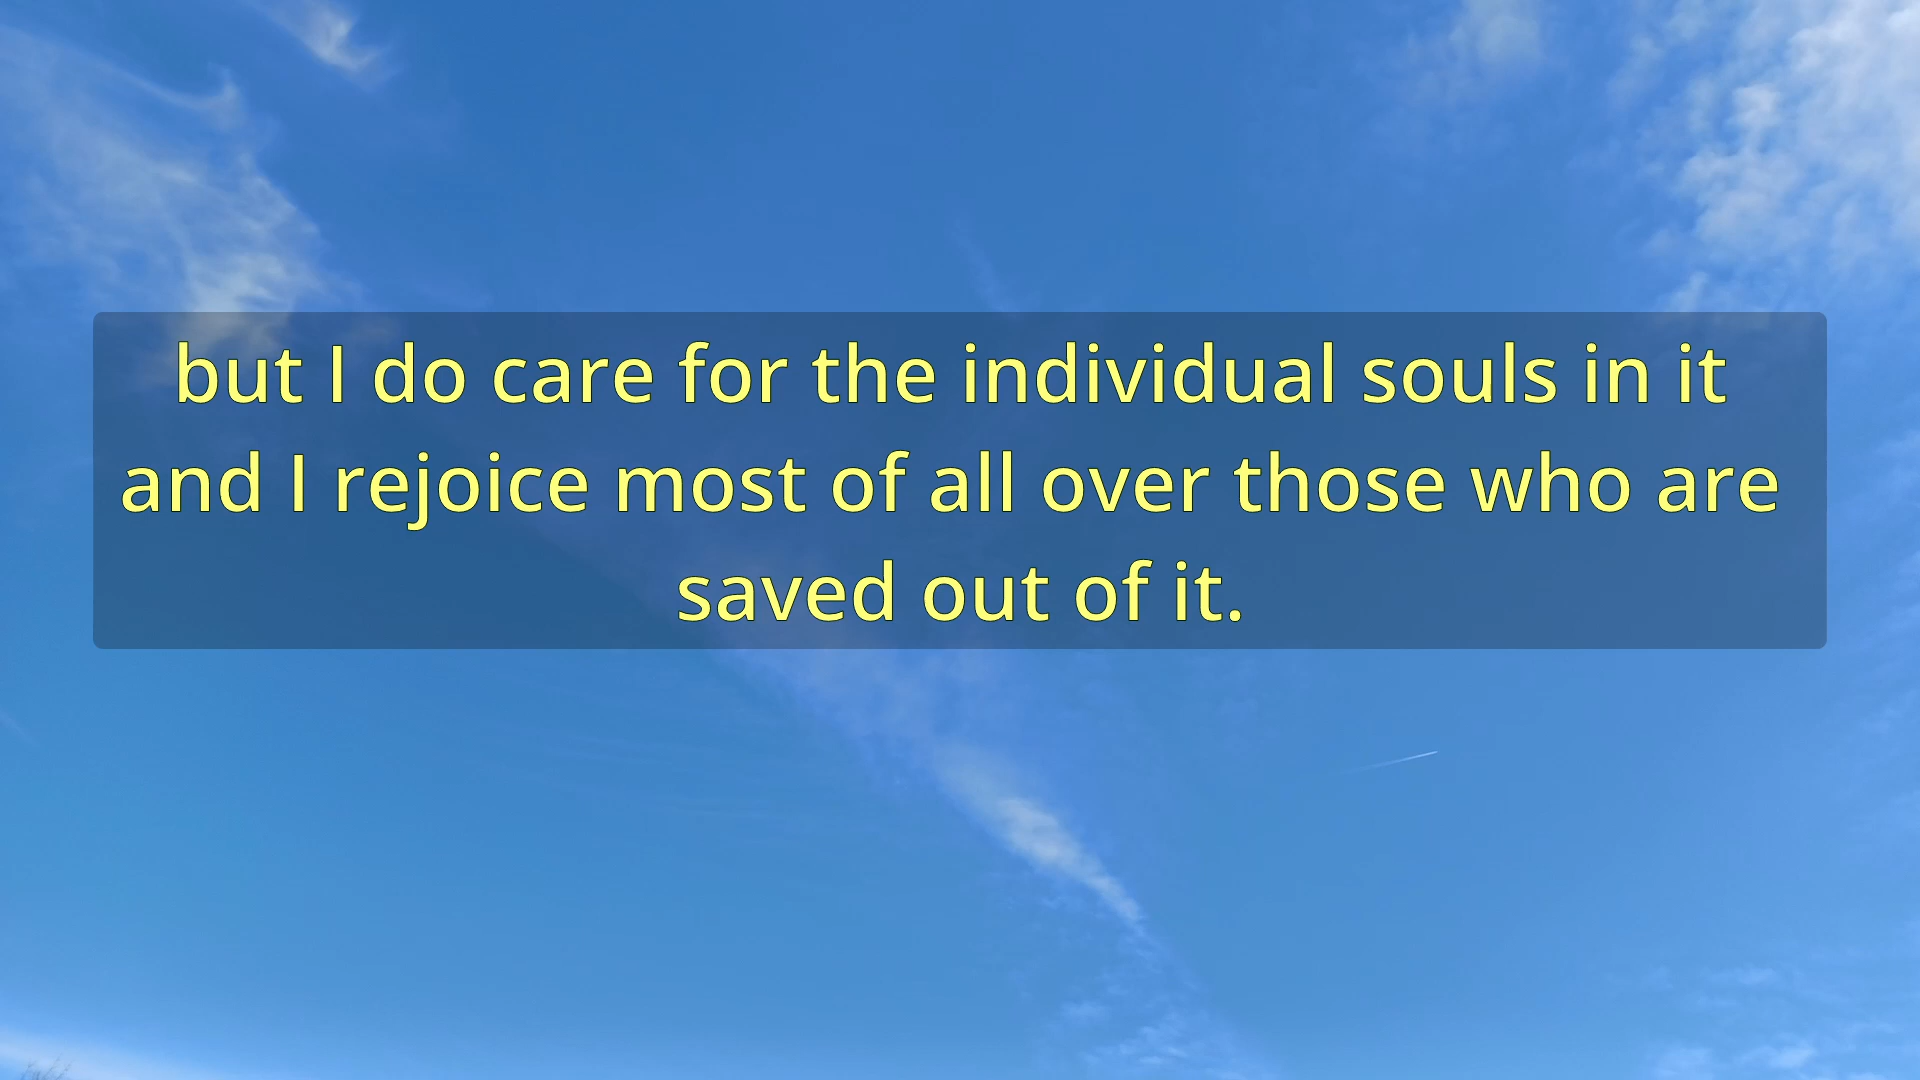 but I do care for the individual souls in it
and I rejoice most of all over those who are
saved out of it.